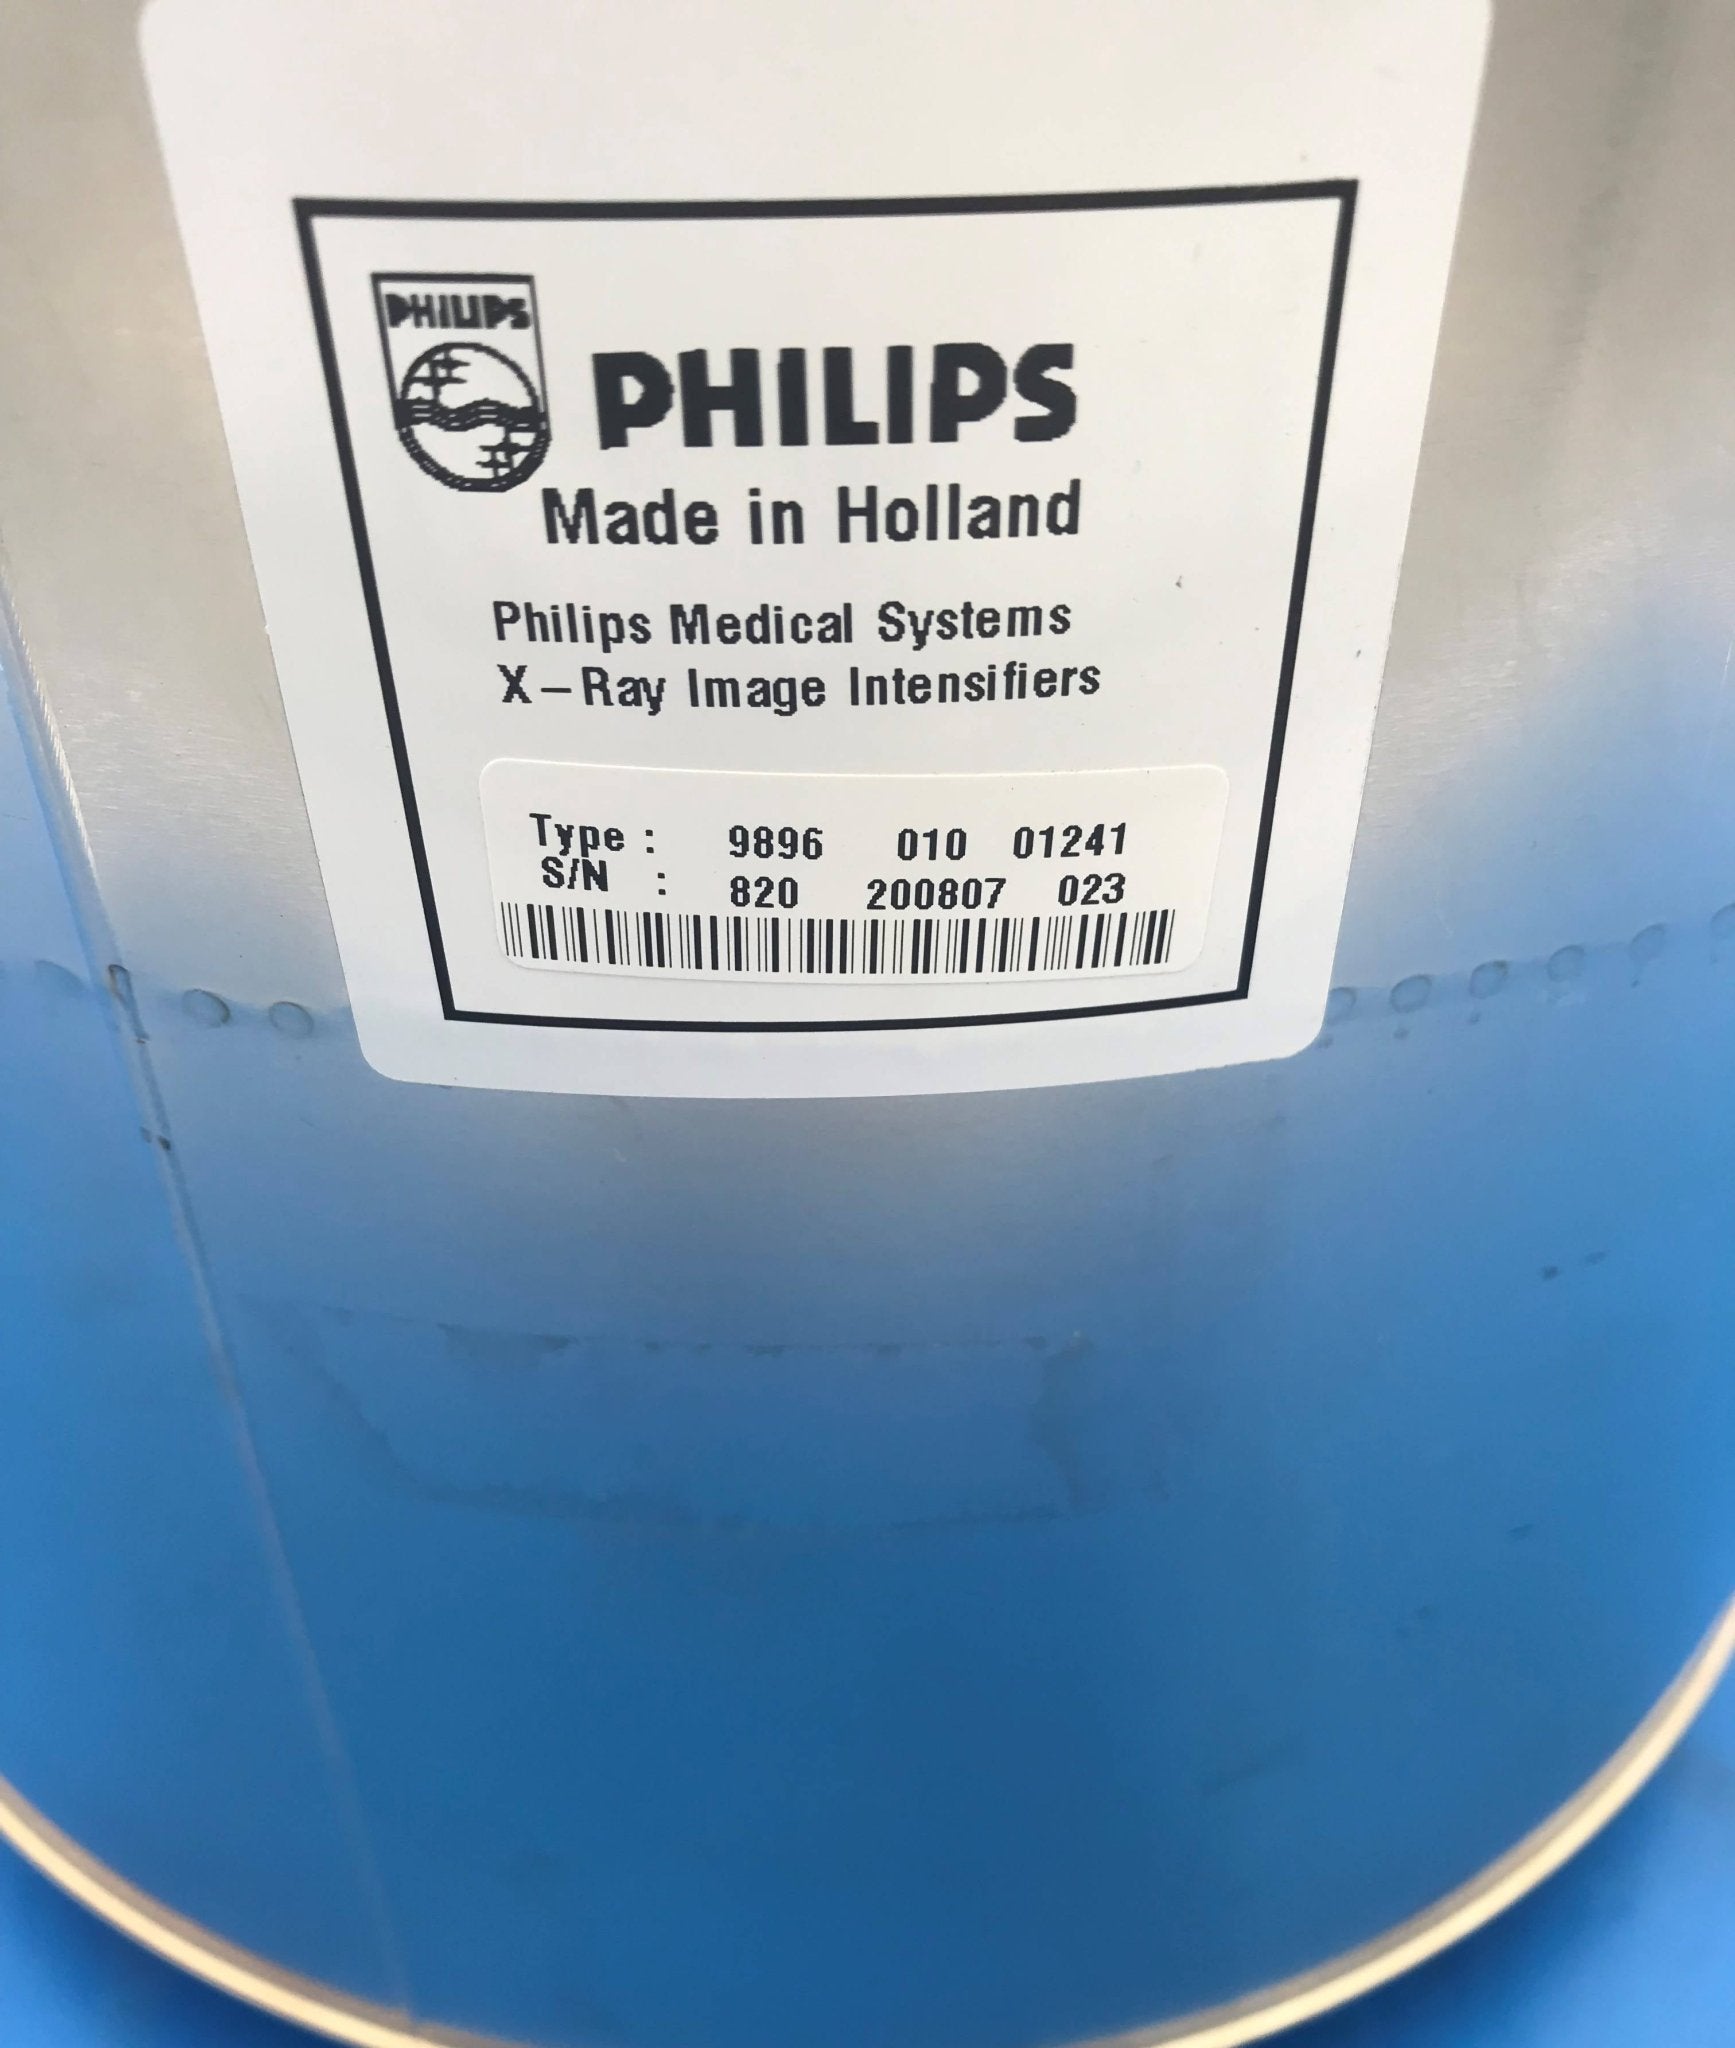 PHILIPS
PHILIPS
Made in Holland
Philips Medical Systems
X-Ray Image Intensifiers
Type : 9896 010 01241
S/N : 820 200807 023